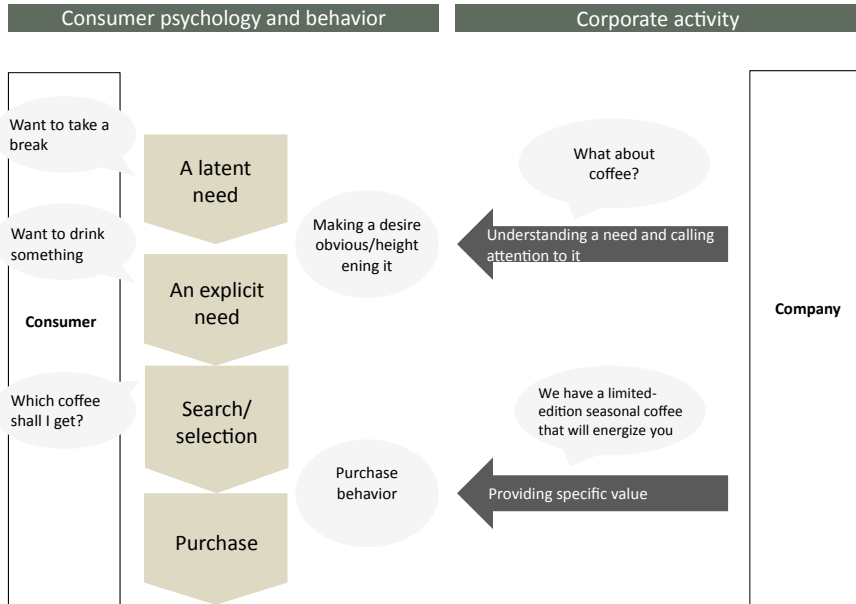 Consumer psychology and behavior
Corporate activity
Want to take a
break
A latent
need
What about
coffee?
Making a desire
obvious/height
ening it
Understanding a need and calling
attention to it
Want to drink
something
An explicit
need
Consumer
Company
Which coffee
shall I get?
Search/
selection
We have a limited-
edition seasonal coffee
that will energize you
Purchase
behavior
Providing specific value
Purchase